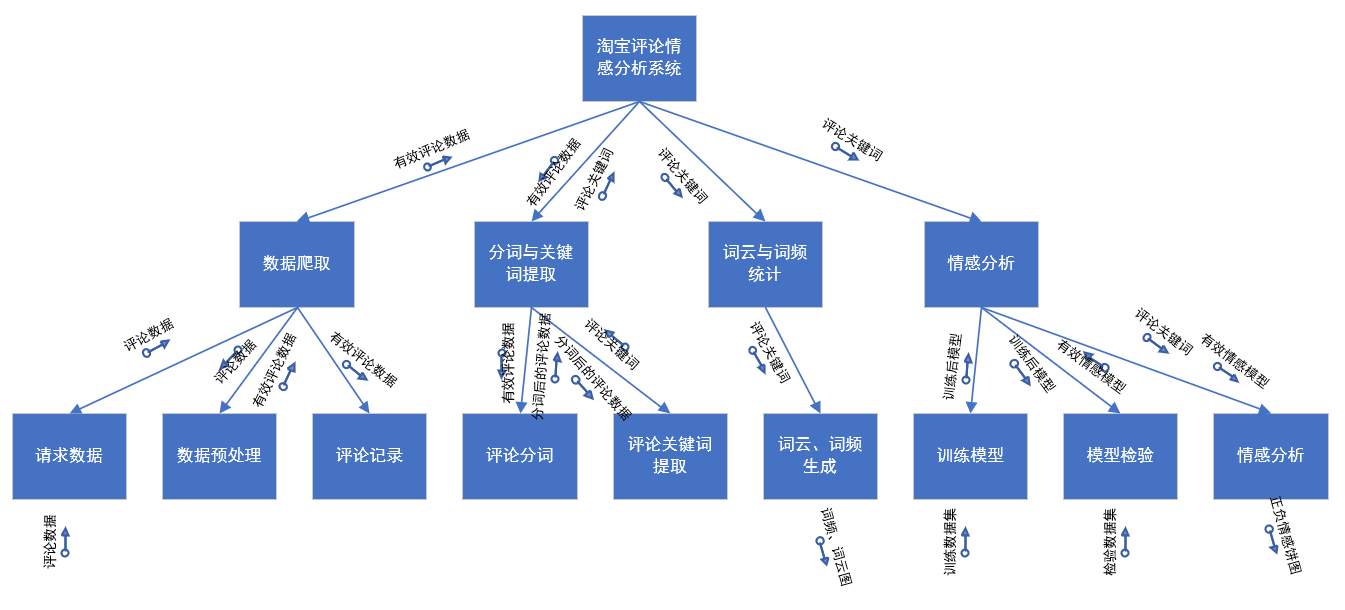 淘宝评论情
感分析系统
有效评论数据
有效评论数据
评论关键词
评论关键词
评论关键词
数据爬取
分词与关键
词提取
词云与词频
统计
情感分析
评论数据
评论数据
有效评论数据
有效评论数据
有效评论数据
分词后的评论数据
分词后的评论数据
评论关键词
评论关键词
训练后模型
训练后模型
有效情感模型
评论关键词
有效情感模型
请求数据
数据预处理
评论记录
评论分词
评论关键词
提取
词云、词频
生成
训练模型
模型检验
情感分析
评论数据
词频、词云图
训练数据集
检验数据集
正负情感饼图